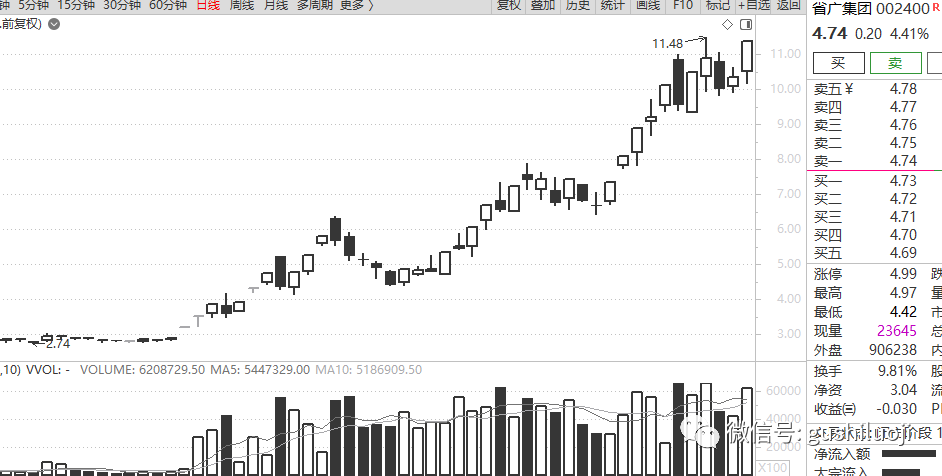 钟 5分钟 15分钟 30分钟 60分钟 日线 周线 月线 多周期 更多 〉 复权 叠加 历史 统计 画线 F10 标记 +自选 返回
前复权)
省广集团 002400 R
4.74 0.20 4.41%
买 卖
卖五 ¥ 4.78
卖四 4.77
卖三 4.76
卖二 4.75
卖一 4.74
买一 4.73
买二 4.72
买三 4.71
买四 4.70
买五 4.69
涨停 4.99 跌
最高 4.97 量
最低 4.42 市
现量 23645 总
外盘 906238 内
换手 9.81% 股
净资 3.04 流
收益㈢ -0.030
净流入额
大宗流入
11.48
2.74
11.00
10.00
9.00
8.00
7.00
6.00
5.00
4.00
3.00
,10) VVOL: - VOLUME: 6208729.50 MA5: 5447329.00 MA10: 5186909.50
60000
40000
20000
X100
微信号: gushiluojin